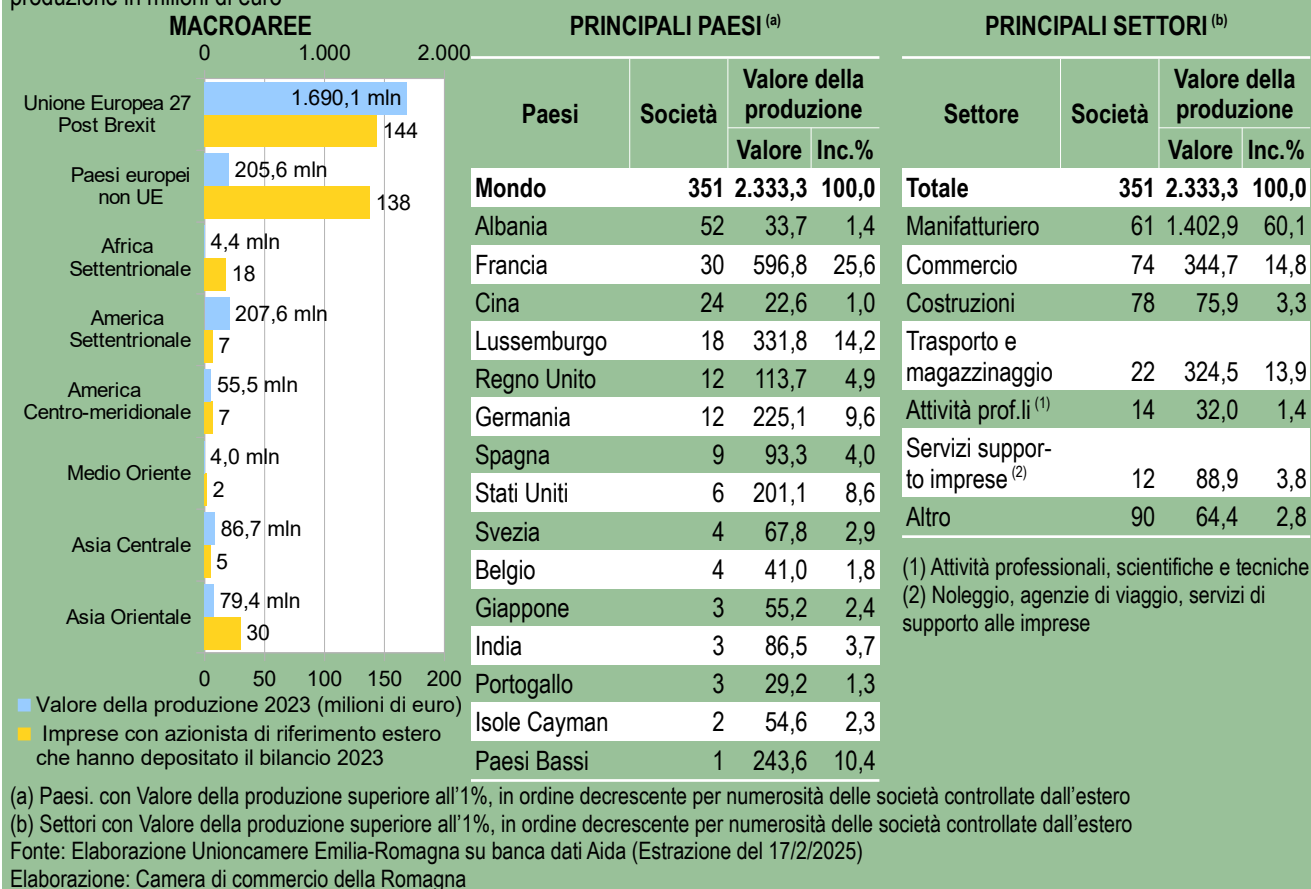 produzione in milioni di euro
MACROAREE
0 1.000 2.000
Unione Europea 27
Post Brexit
1.690,1 mln
144
Paesi europei
non UE
205,6 mln
138
Africa
Settentrionale
4,4 mln
18
America
Settentrionale
207,6 mln
7
America
Centro-meridionale
55,5 mln
7
Medio Oriente
4,0 mln
2
Asia Centrale
86,7 mln
5
Asia Orientale
79,4 mln
30
0 50 100 150 200
Valore della produzione 2023 (milioni di euro)
Imprese con azionista di riferimento estero
che hanno depositato il bilancio 2023
PRINCIPALI PAESI (a)
Paesi Società Valore della
produzione
Valore Inc.%
Mondo 351 2.333,3 100,0
Albania 52 33,7 1,4
Francia 30 596,8 25,6
Cina 24 22,6 1,0
Lussemburgo 18 331,8 14,2
Regno Unito 12 113,7 4,9
Germania 12 225,1 9,6
Spagna 9 93,3 4,0
Stati Uniti 6 201,1 8,6
Svezia 4 67,8 2,9
Belgio 4 41,0 1,8
Giappone 3 55,2 2,4
India 3 86,5 3,7
Portogallo 3 29,2 1,3
Isole Cayman 2 54,6 2,3
Paesi Bassi 1 243,6 10,4
PRINCIPALI SETTORI (b)
Settore Società Valore della
produzione
Valore Inc.%
Totale 351 2.333,3 100,0
Manifatturiero 61 1.402,9 60,1
Commercio 74 344,7 14,8
Costruzioni 78 75,9 3,3
Trasporto e
magazzinaggio 22 324,5 13,9
Attività prof.li (1) 14 32,0 1,4
Servizi suppor-
to imprese (2) 12 88,9 3,8
Altro 90 64,4 2,8
(1) Attività professionali, scientifiche e tecniche
(2) Noleggio, agenzie di viaggio, servizi di
supporto alle imprese
(a) Paesi. con Valore della produzione superiore all'1%, in ordine decrescente per numerosità delle società controllate dall'estero
(b) Settori con Valore della produzione superiore all'1%, in ordine decrescente per numerosità delle società controllate dall'estero
Fonte: Elaborazione Unioncamere Emilia-Romagna su banca dati Aida (Estrazione del 17/2/2025)
Elaborazione: Camera di commercio della Romagna